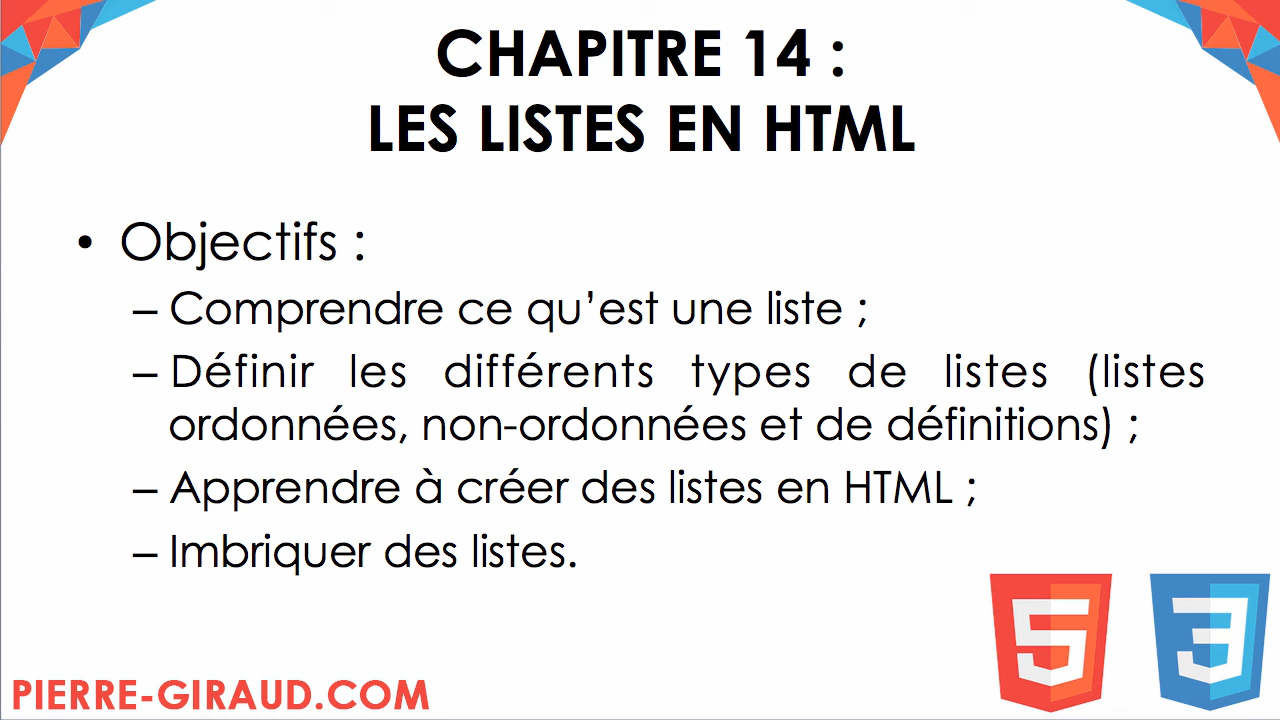 CHAPITRE 14 :
LES LISTES EN HTML
• Objectifs :
– Comprendre ce qu’est une liste ;
– Définir les différents types de listes (listes
ordonnées, non-ordonnées et de définitions) ;
– Apprendre à créer des listes en HTML ;
– Imbriquer des listes.
5 3
PIERRE-GIRAUD.COM